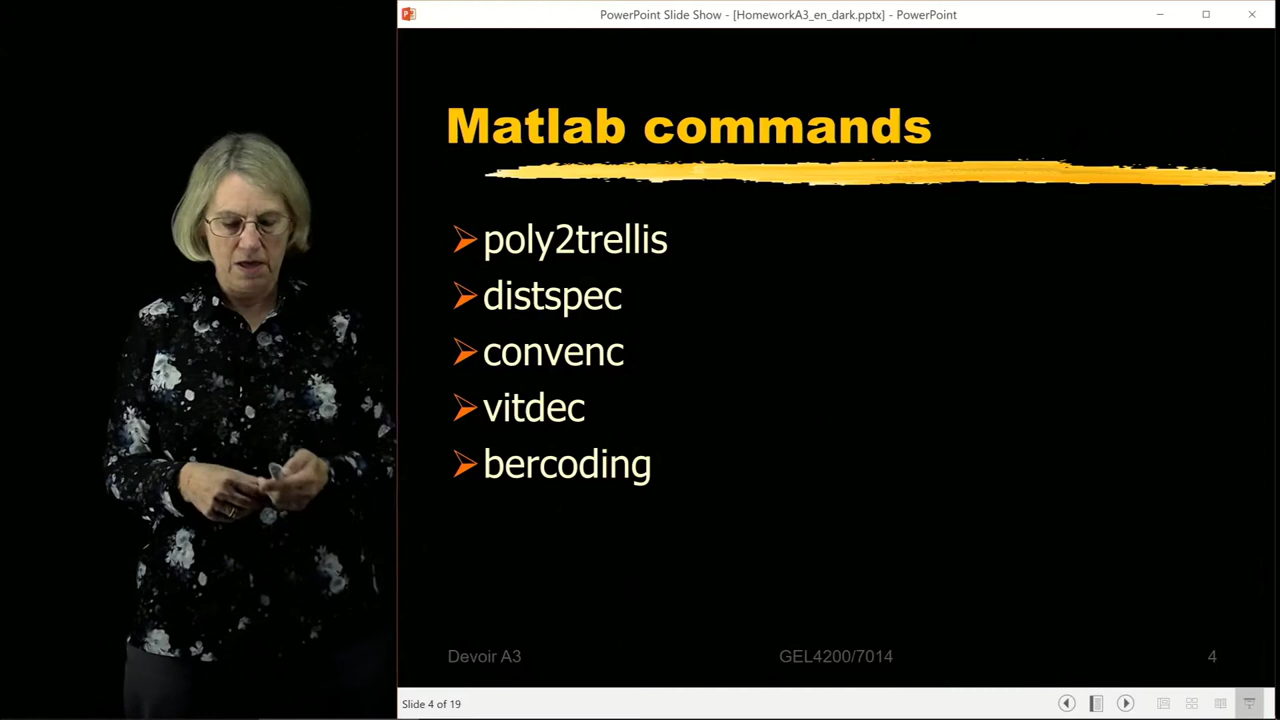 PowerPoint Slide Show - [HomeworkA3_en_dark.pptx] - PowerPoint
Matlab commands
poly2trellis
distspec
convenc
vitdec
bercoding
Devoir A3 GEL4200/7014 4
Slide 4 of 19